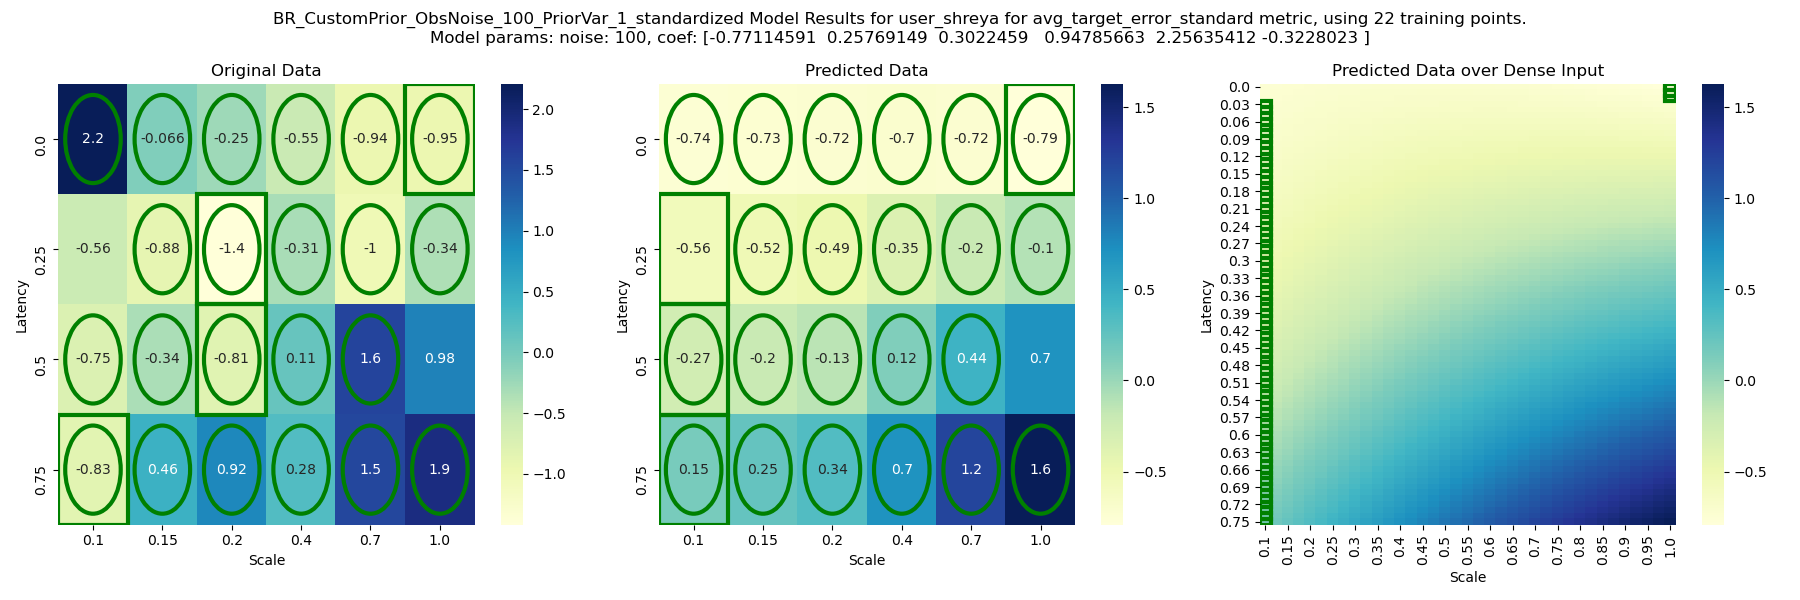 BR_CustomPrior_ObsNoise_100_PriorVar_1_standardized Model Results for user_shreya for avg_target_error_standard metric, using 22 training points.
Model params: noise: 100, coef: [-0.77114591  0.25769149  0.3022459   0.94785663  2.25635412 -0.3228023 ]
Original Data
2.2 -0.066 -0.25 -0.55 -0.94 -0.95
-0.56 -0.88 -1.4 -0.31 -1 -0.34
-0.75 -0.34 -0.81 0.11 1.6 0.98
-0.83 0.46 0.92 0.28 1.5 1.9
0.0
0.25
0.5
0.75
Latency
0.1 0.15 0.2 0.4 0.7 1.0
Scale
2.0
1.5
1.0
0.5
0.0
−0.5
−1.0
Predicted Data
-0.74 -0.73 -0.72 -0.7 -0.72 -0.79
-0.56 -0.52 -0.49 -0.35 -0.2 -0.1
-0.27 -0.2 -0.13 0.12 0.44 0.7
0.15 0.25 0.34 0.7 1.2 1.6
0.0
0.25
0.5
0.75
Latency
0.1 0.15 0.2 0.4 0.7 1.0
Scale
1.5
1.0
0.5
0.0
−0.5
Predicted Data over Dense Input
0.0
0.03
0.06
0.09
0.12
0.15
0.18
0.21
0.24
0.27
0.3
0.33
0.36
0.39
0.42
0.45
0.48
0.51
0.54
0.57
0.6
0.63
0.66
0.69
0.72
0.75
Latency
0.1 0.15 0.2 0.25 0.3 0.35 0.4 0.45 0.5 0.55 0.6 0.65 0.7 0.75 0.8 0.85 0.9 0.95 1.0
Scale
1.5
1.0
0.5
0.0
−0.5